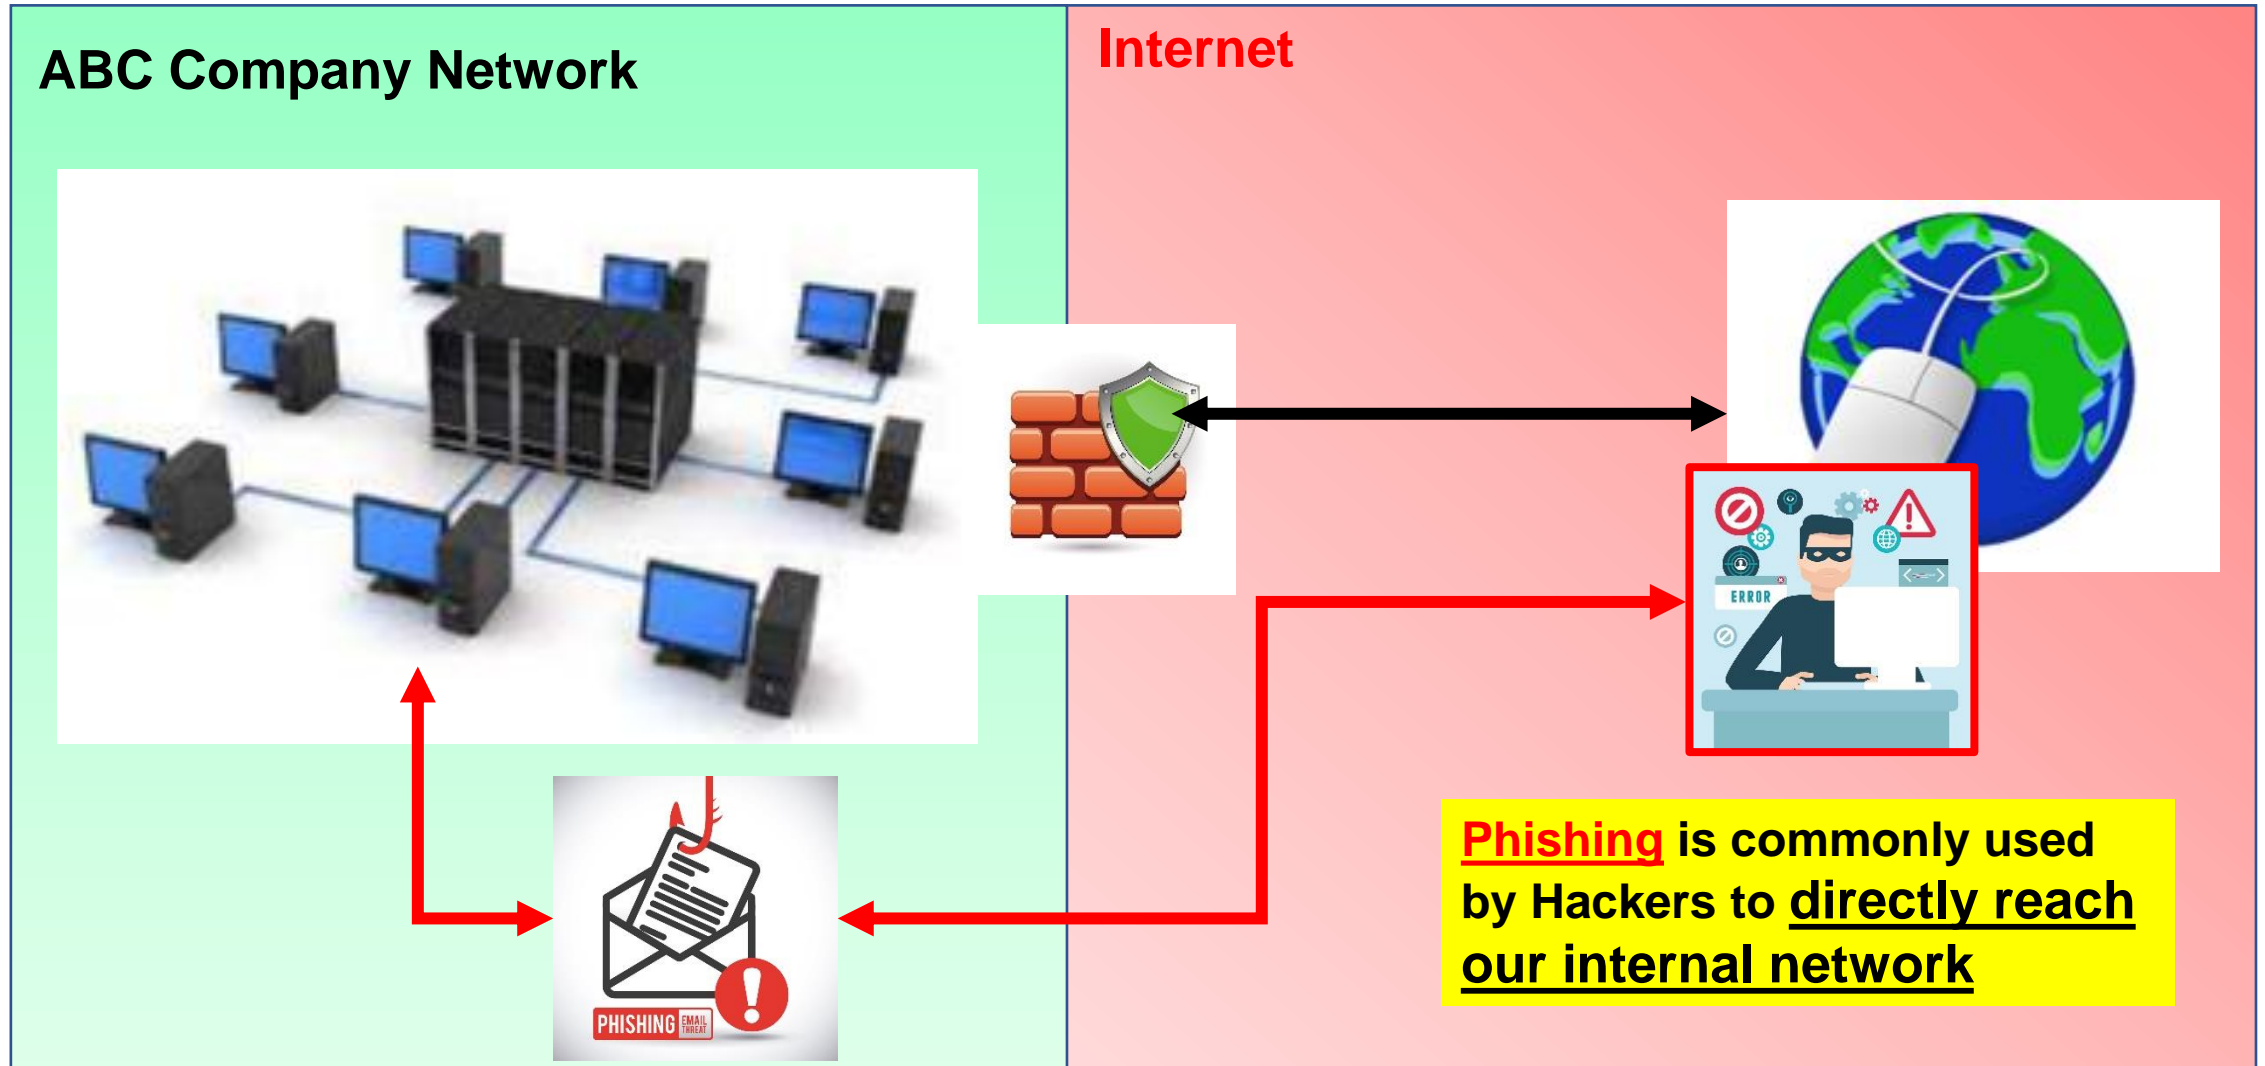 ABC Company Network
Internet
ERROR
Phishing is commonly used
by Hackers to directly reach
our internal network
PHISHING EMAIL
THREAT